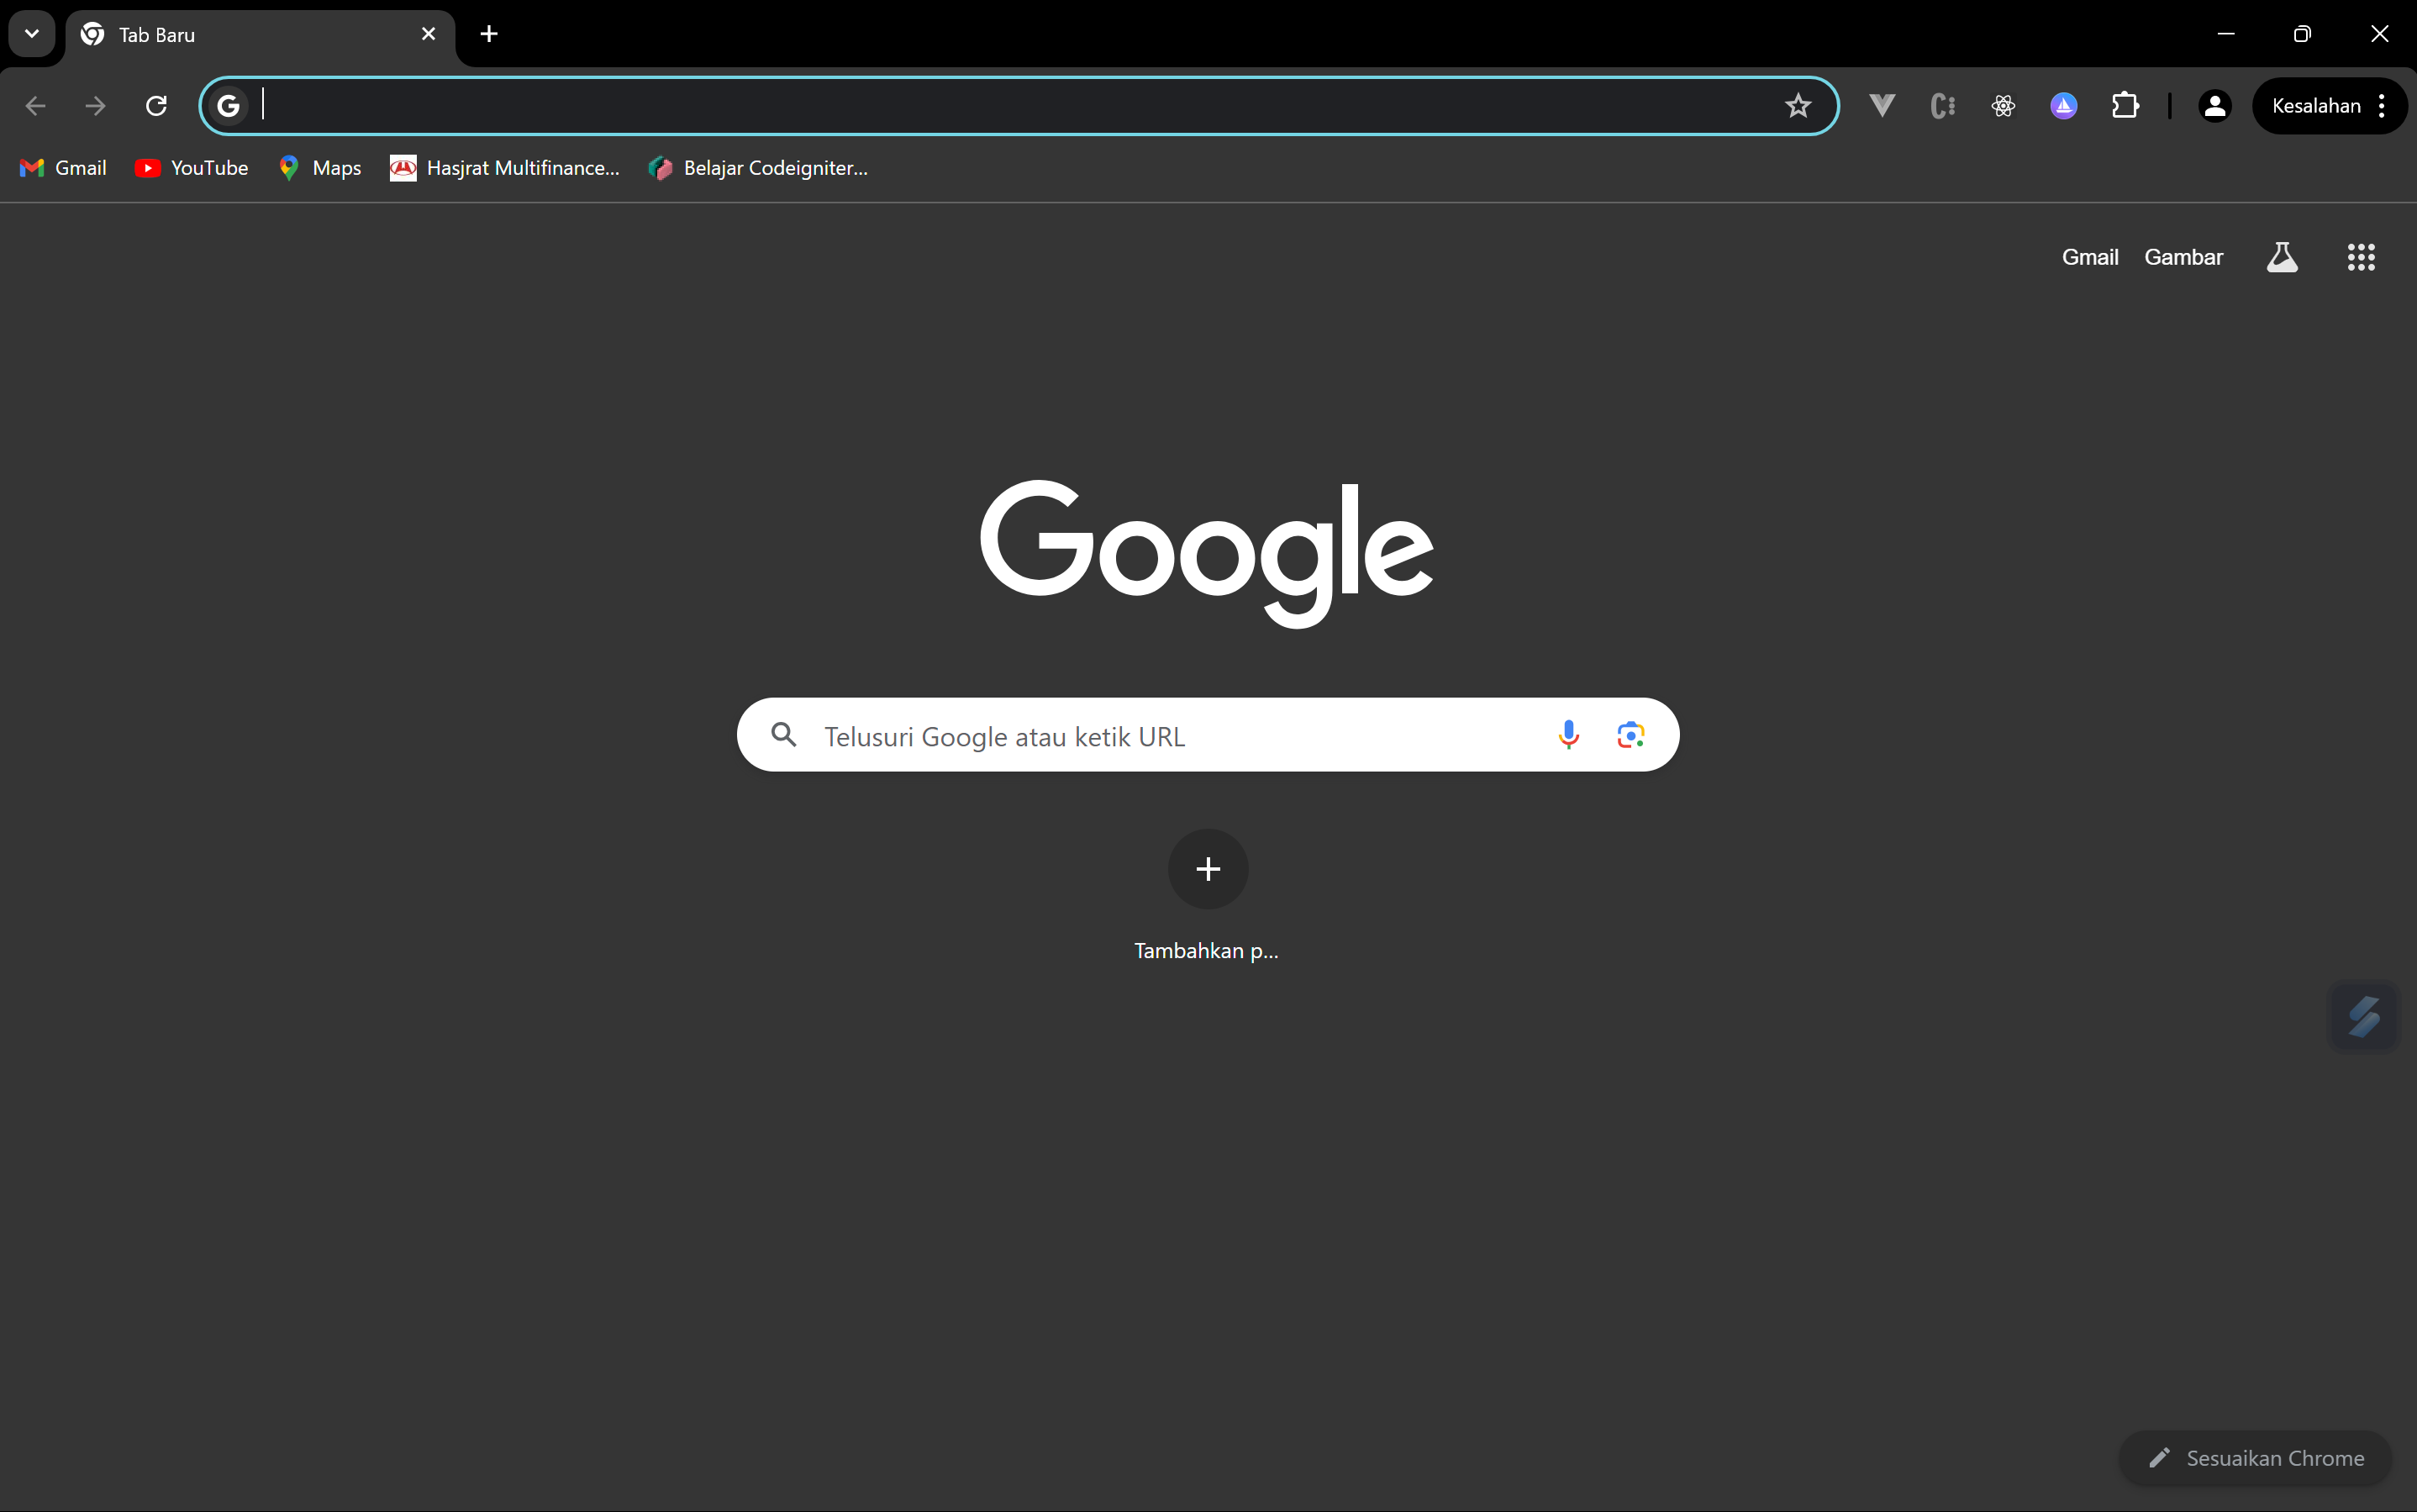 Tab Baru
Kesalahan
Gmail YouTube Maps Hasjrat Multifinance... Belajar Codeigniter...
Gmail Gambar
Google
Telusuri Google atau ketik URL
Tambahkan p...
Sesuaikan Chrome